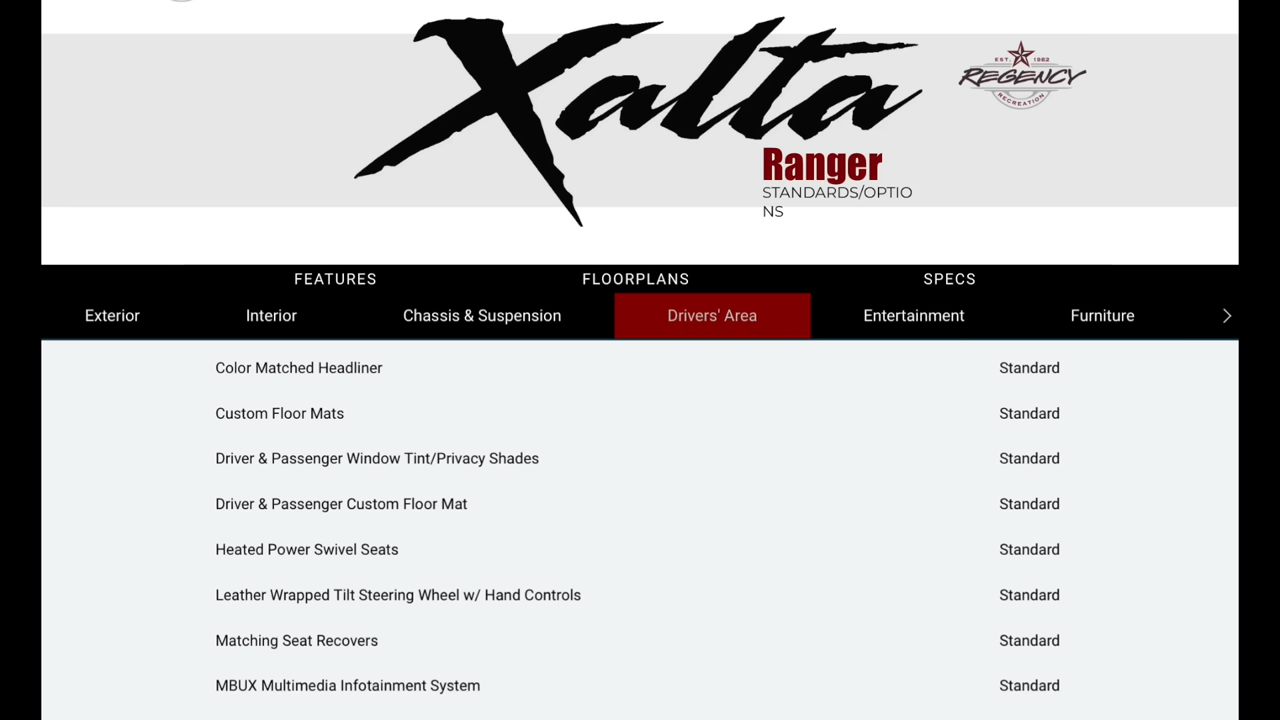 Xalta
EST. 1982
REGENCY
RECREATION
Ranger
STANDARDS/OPTIO
NS
FEATURES FLOORPLANS SPECS
Exterior Interior Chassis & Suspension Drivers' Area Entertainment Furniture
Color Matched Headliner Standard
Custom Floor Mats Standard
Driver & Passenger Window Tint/Privacy Shades Standard
Driver & Passenger Custom Floor Mat Standard
Heated Power Swivel Seats Standard
Leather Wrapped Tilt Steering Wheel w/ Hand Controls Standard
Matching Seat Recovers Standard
MBUX Multimedia Infotainment System Standard